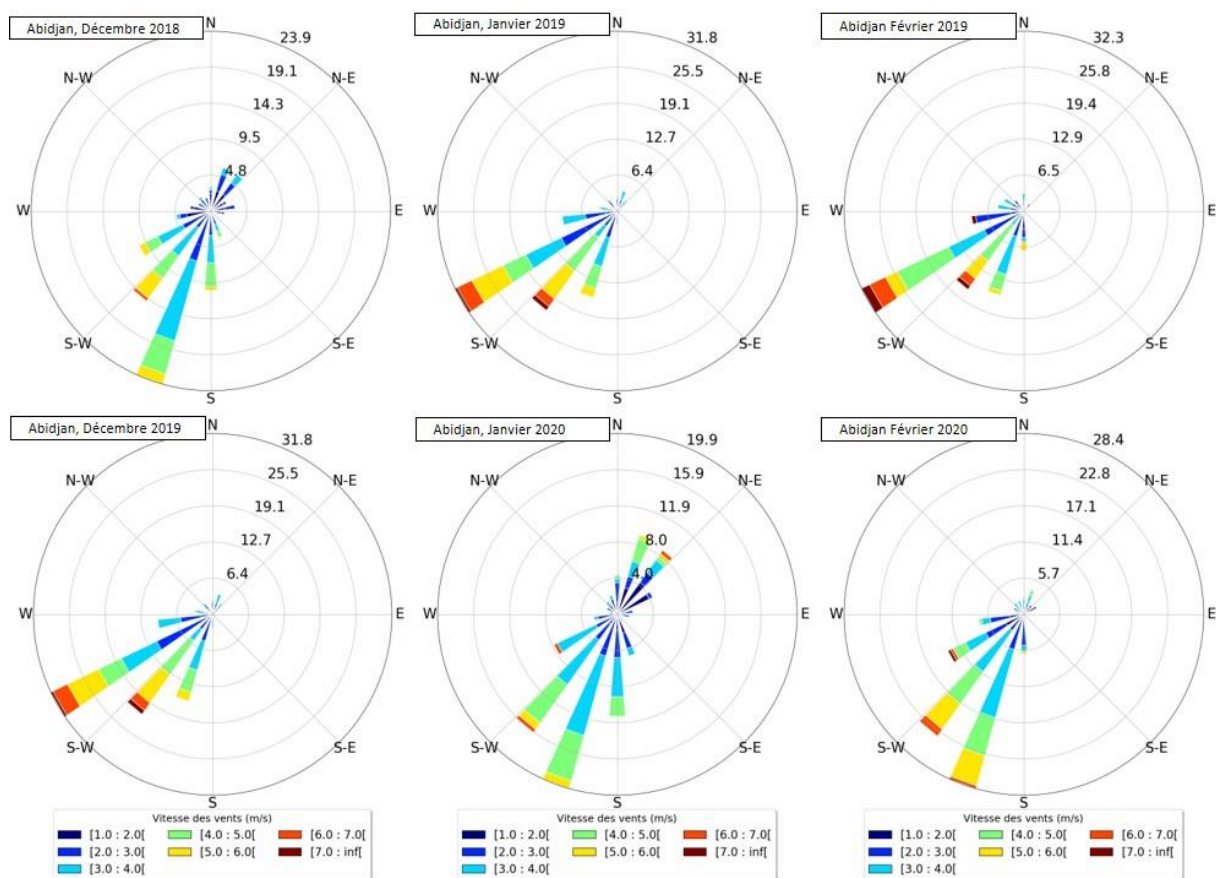 Abidjan, Décembre 2018
N
23.9
19.1
14.3
9.5
4.8
N-W
N-E
W
E
S-W
S-E
S
Abidjan, Janvier 2019
N
31.8
25.5
19.1
12.7
6.4
N-W
N-E
W
E
S-W
S-E
S
Abidjan Février 2019
N
32.3
25.8
19.4
12.9
6.5
N-W
N-E
W
E
S-W
S-E
S
Abidjan, Décembre 2019
N
31.8
25.5
19.1
12.7
6.4
N-W
N-E
W
E
S-W
S-E
S
Abidjan, Janvier 2020
N
19.9
15.9
11.9
8.0
4.0
N-W
N-E
W
E
S-W
S-E
S
Abidjan Février 2020
N
28.4
22.8
17.1
11.4
5.7
N-W
N-E
W
E
S-W
S-E
S
Vitesse des vents (m/s)
[1.0 : 2.0[ [4.0 : 5.0[ [6.0 : 7.0[
[2.0 : 3.0[ [5.0 : 6.0[ [7.0 : inf[
[3.0 : 4.0[
Vitesse des vents (m/s)
[1.0 : 2.0[ [4.0 : 5.0[ [6.0 : 7.0[
[2.0 : 3.0[ [5.0 : 6.0[ [7.0 : inf[
[3.0 : 4.0[
Vitesse des vents (m/s)
[1.0 : 2.0[ [4.0 : 5.0[ [6.0 : 7.0[
[2.0 : 3.0[ [5.0 : 6.0[ [7.0 : inf[
[3.0 : 4.0[